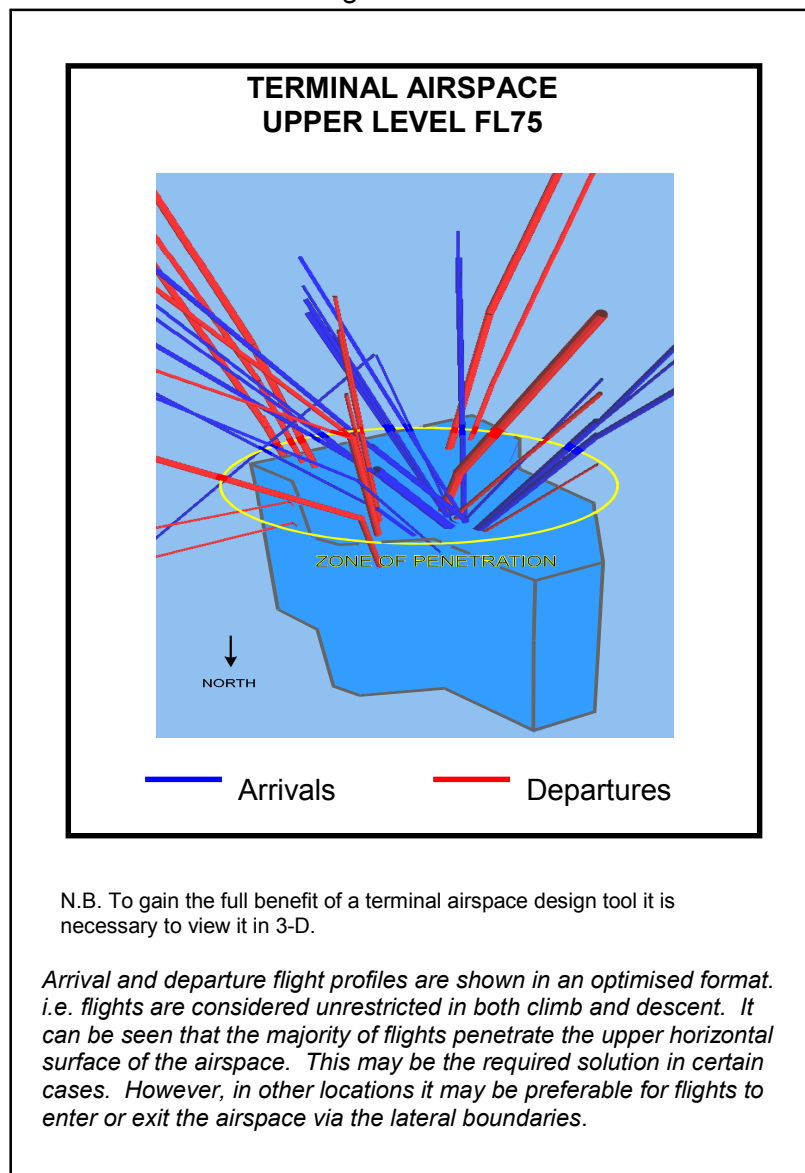 TERMINAL AIRSPACE
UPPER LEVEL FL75
ZONE OF PENETRATION
NORTH
Arrivals
Departures
N.B. To gain the full benefit of a terminal airspace design tool it is
necessary to view it in 3-D.
Arrival and departure flight profiles are shown in an optimised format.
i.e. flights are considered unrestricted in both climb and descent. It
can be seen that the majority of flights penetrate the upper horizontal
surface of the airspace. This may be the required solution in certain
cases. However, in other locations it may be preferable for flights to
enter or exit the airspace via the lateral boundaries.